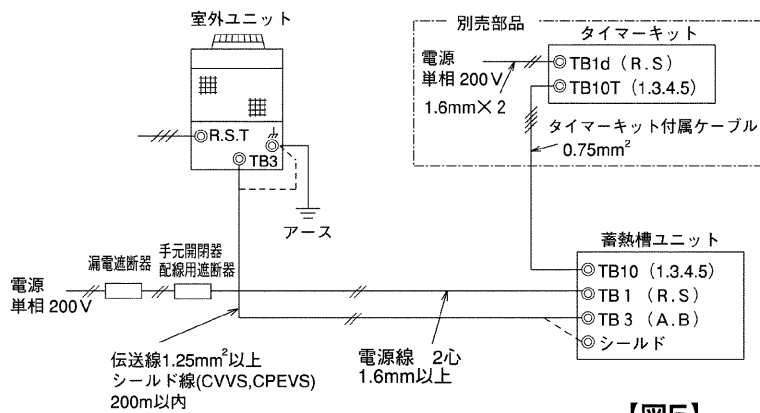 室外ユニット
R.S.T
TB3
アース
別売部品
タイマーキット
電源
単相 200V
1.6mm×2
TB1d (R.S)
TB10T (1.3.4.5)
タイマーキット付属ケーブル
0.75mm²
漏電遮断器
手元開閉器
配線用遮断器
電源
単相 200V
蓄熱槽ユニット
TB10 (1.3.4.5)
TB1 (R.S)
TB3 (A.B)
シールド
伝送線1.25mm²以上
シールド線(CVVS,CPEVS)
200m以内
電源線 2心
1.6mm以上